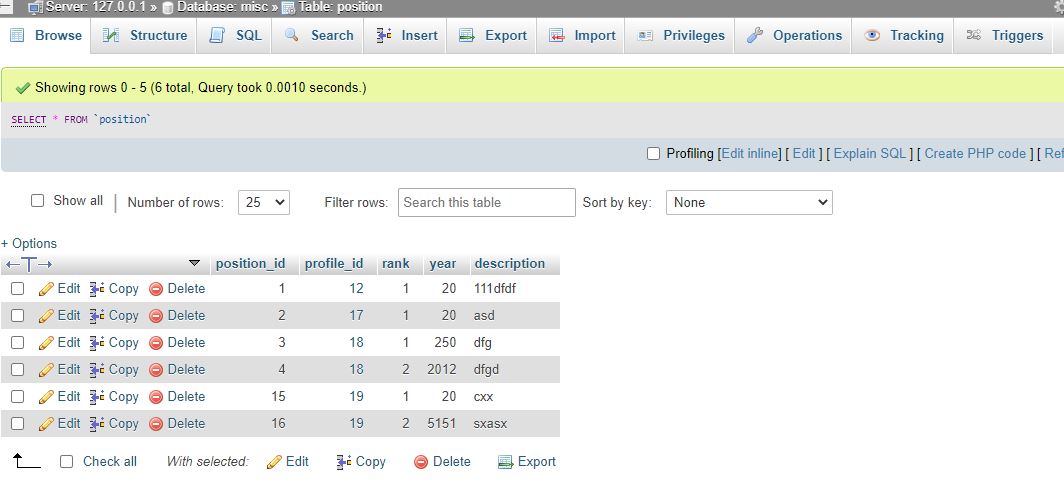 Server: 127.0.0.1 » Database: misc » Table: position
Browse Structure SQL Search Insert Export Import Privileges Operations Tracking Triggers
Showing rows 0 - 5 (6 total, Query took 0.0010 seconds.)
SELECT * FROM `position`
Profiling [Edit inline] [ Edit ] [ Explain SQL ] [ Create PHP code ] [ Ref
Show all | Number of rows: 25 Filter rows: Search this table Sort by key: None
+ Options
position_id profile_id rank year description
Edit Copy Delete 1 12 1 20 111dfdf
Edit Copy Delete 2 17 1 20 asd
Edit Copy Delete 3 18 1 250 dfg
Edit Copy Delete 4 18 2 2012 dfgd
Edit Copy Delete 15 19 1 20 cxx
Edit Copy Delete 16 19 2 5151 sxasx
Check all With selected: Edit Copy Delete Export